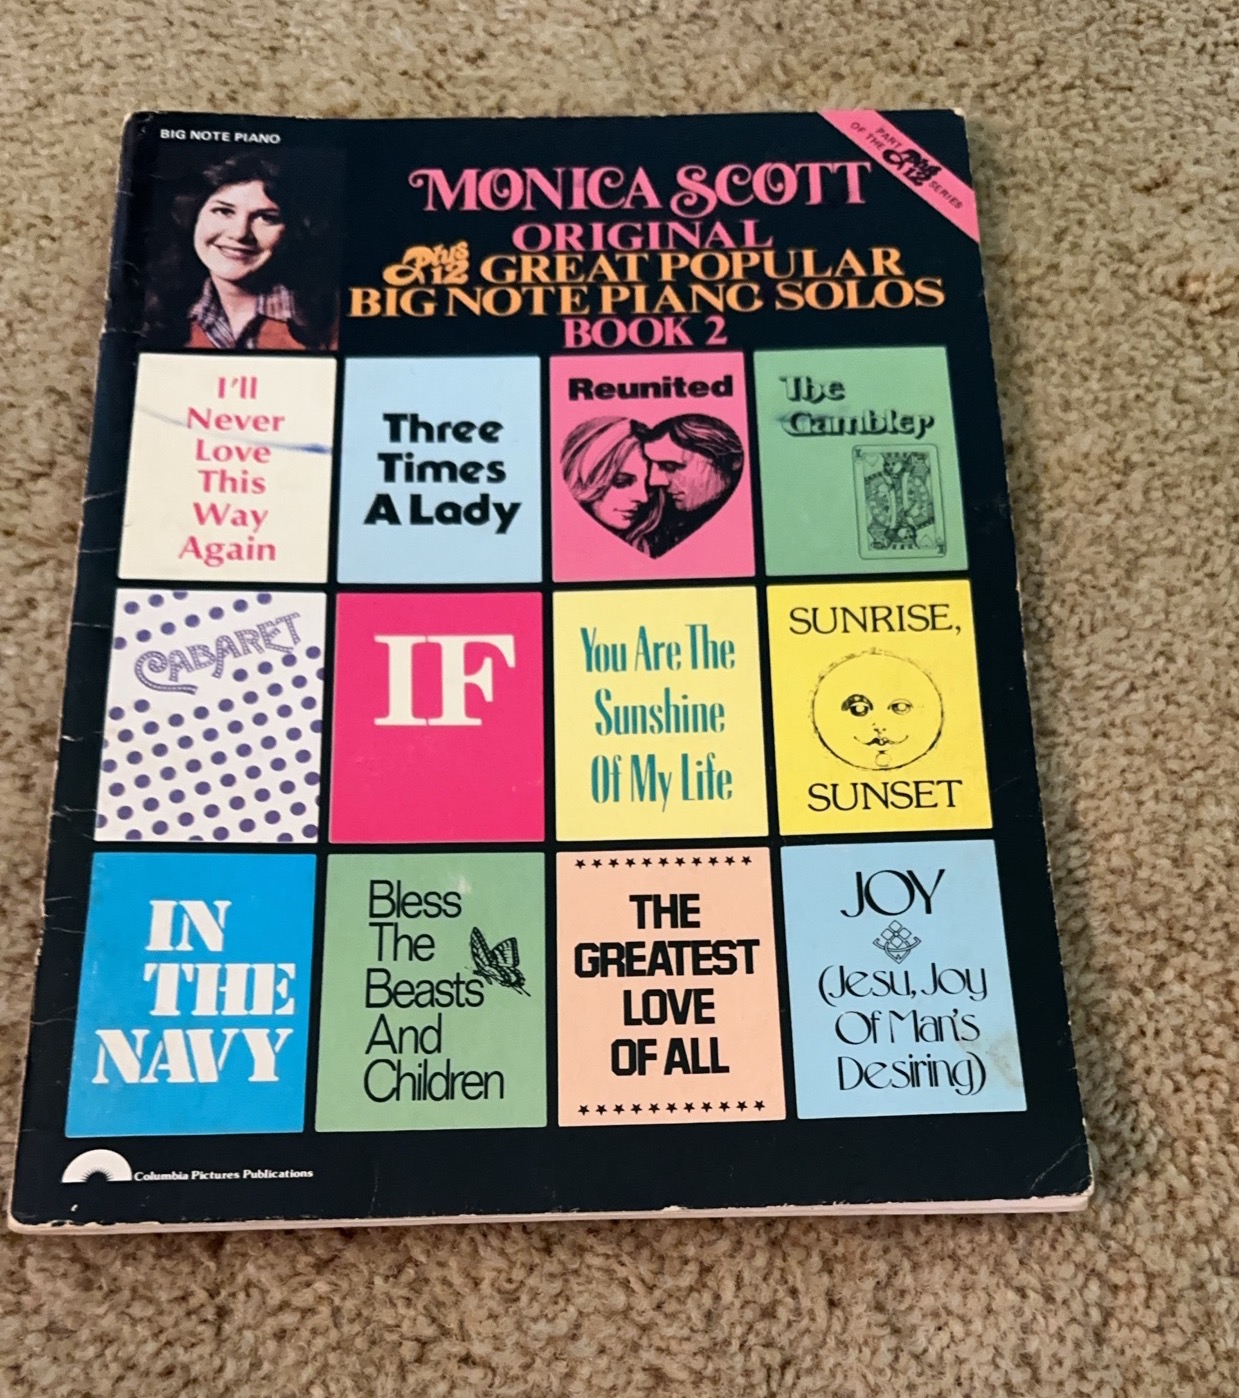 BIG NOTE PIANO
PART
OF THE Plus 12 SERIES
MONICA SCOTT
ORIGINAL
Plus 12 GREAT POPULAR
BIG NOTE PIANO SOLOS
BOOK 2
I'll
Never
Love
This
Way
Again
Three
Times
A Lady
Reunited
The
Gambler
CABARET
IF
You Are The
Sunshine
Of My Life
SUNRISE,
SUNSET
IN
THE
NAVY
Bless
The
Beasts
And
Children
THE
GREATEST
LOVE
OF ALL
JOY
(Jesu, Joy
Of Man's
Desiring)
Columbia Pictures Publications